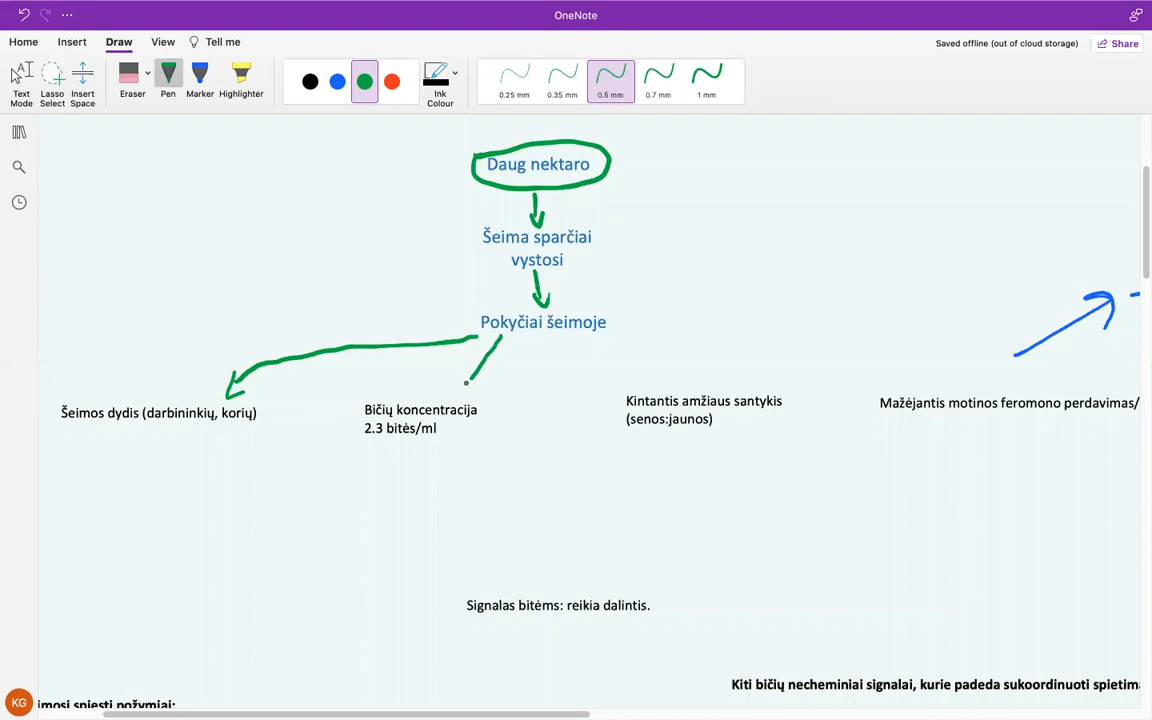 OneNote
Home Insert Draw View Tell me
Saved offline (out of cloud storage) Share
Text Mode
Lasso Select
Insert Space
Eraser
Pen
Marker
Highlighter
Ink Colour
0.25 mm
0.35 mm
0.5 mm
0.7 mm
1 mm
Daug nektaro
Šeima sparčiai
vystosi
Pokyčiai šeimoje
Šeimos dydis (darbininkių, korių)
Bičių koncentracija
2.3 bitės/ml
Kintantis amžiaus santykis
(senos:jaunos)
Mažėjantis motinos feromono perdavimas/
Signalas bitėms: reikia dalintis.
Kiti bičių necheminiai signalai, kurie padeda sukoordinuoti spietim
KG
imosi spiesti požymiai: